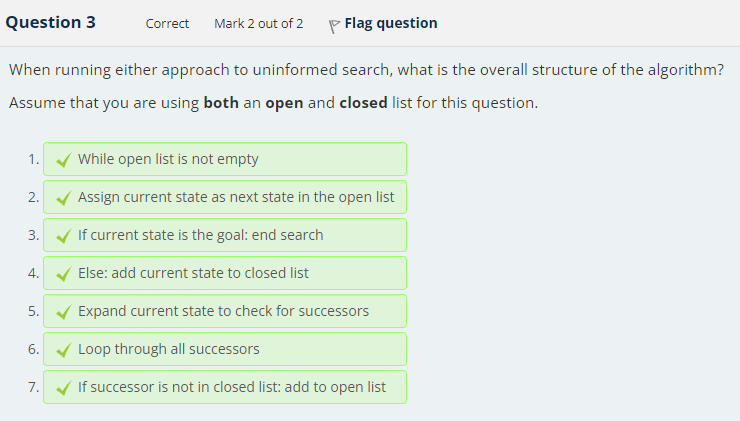 Question 3 Correct Mark 2 out of 2 Flag question
When running either approach to uninformed search, what is the overall structure of the algorithm?
Assume that you are using both an open and closed list for this question.
1. While open list is not empty
2. Assign current state as next state in the open list
3. If current state is the goal: end search
4. Else: add current state to closed list
5. Expand current state to check for successors
6. Loop through all successors
7. If successor is not in closed list: add to open list